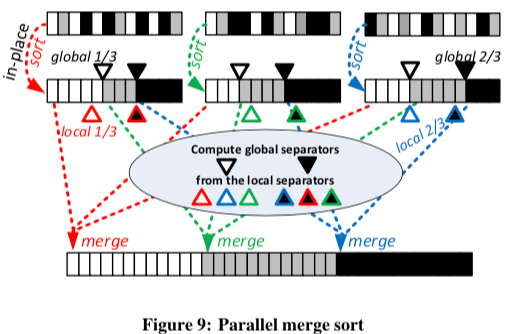 in-place
sort
sort
sort
global 1/3
global 2/3
local 1/3
local 2/3
Compute global separators
from the local separators
merge
merge
merge
Figure 9: Parallel merge sort